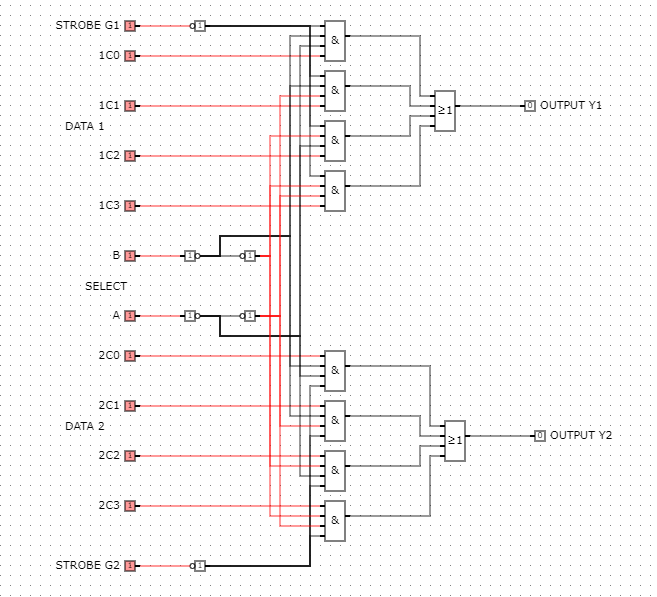 STROBE G1 1 1
&
1C0 1
&
1C1 1
≥1 0 OUTPUT Y1
DATA 1
&
1C2 1
&
1C3 1
B 1 1 1
SELECT
A 1 1 1
2C0 1
&
2C1 1
&
DATA 2
≥1 0 OUTPUT Y2
2C2 1
&
2C3 1
&
STROBE G2 1 1